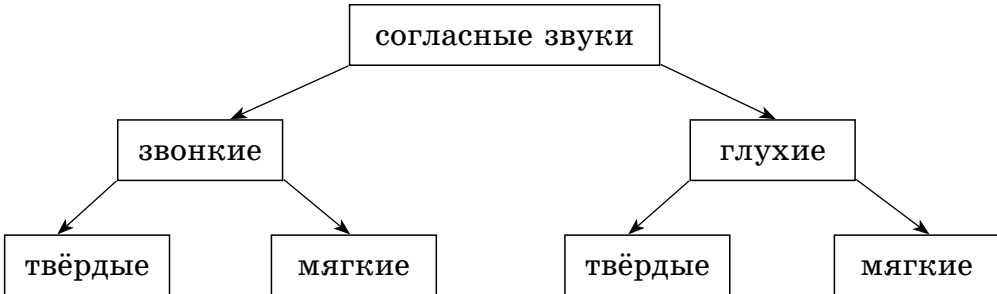 согласные звуки
звонкие глухие
твёрдые мягкие твёрдые мягкие